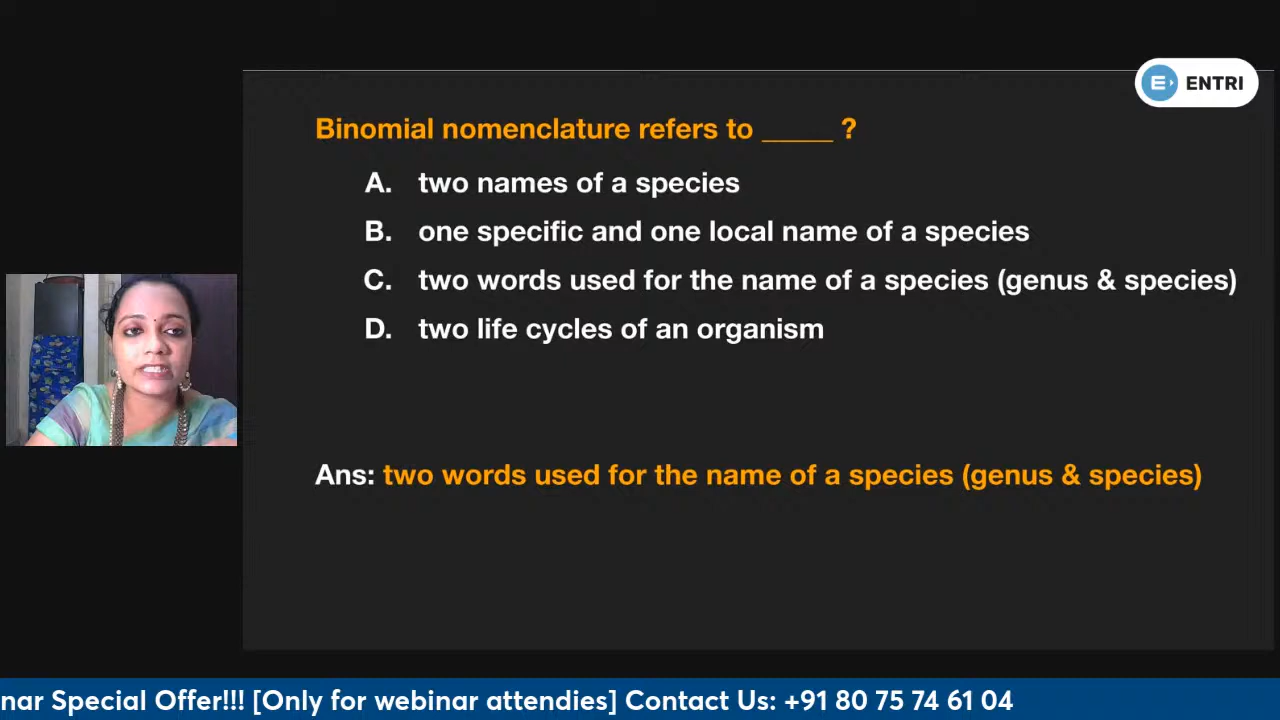 ENTRI
Binomial nomenclature refers to _____ ?
A. two names of a species
B. one specific and one local name of a species
C. two words used for the name of a species (genus & species)
D. two life cycles of an organism
Ans: two words used for the name of a species (genus & species)
nar Special Offer!!! [Only for webinar attendies] Contact Us: +91 80 75 74 61 04